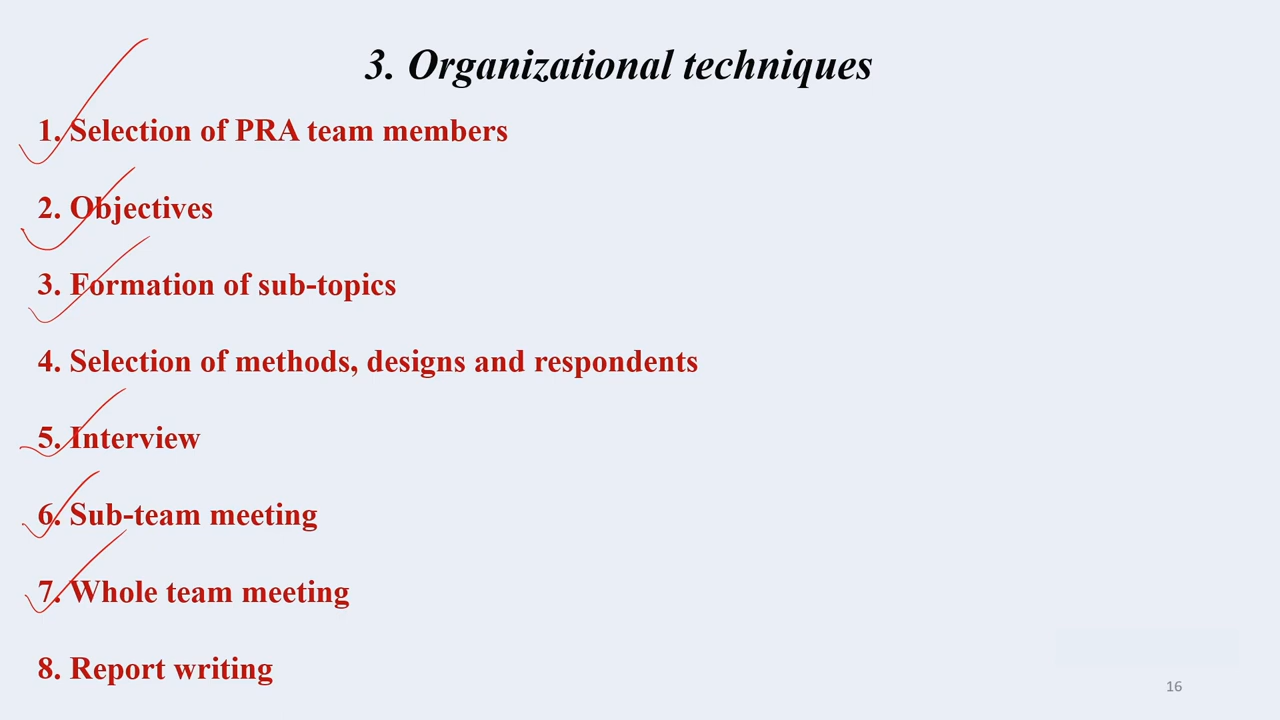 3. Organizational techniques
1. Selection of PRA team members
2. Objectives
3. Formation of sub-topics
4. Selection of methods, designs and respondents
5. Interview
6. Sub-team meeting
7. Whole team meeting
8. Report writing
16